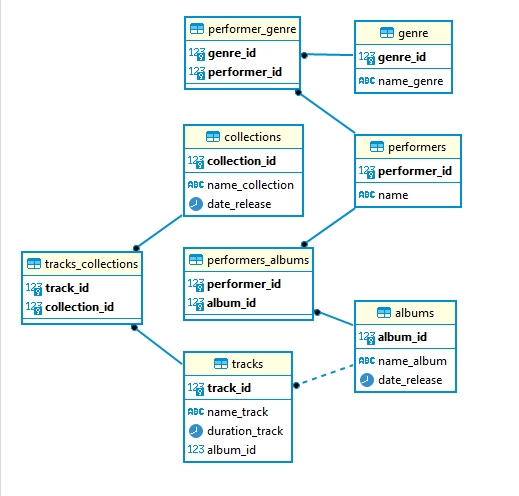 performer_genre
123 genre_id
123 performer_id
genre
123 genre_id
ABC name_genre
collections
123 collection_id
ABC name_collection
date_release
performers
123 performer_id
ABC name
tracks_collections
123 track_id
123 collection_id
performers_albums
123 performer_id
123 album_id
albums
123 album_id
ABC name_album
date_release
tracks
123 track_id
ABC name_track
duration_track
123 album_id